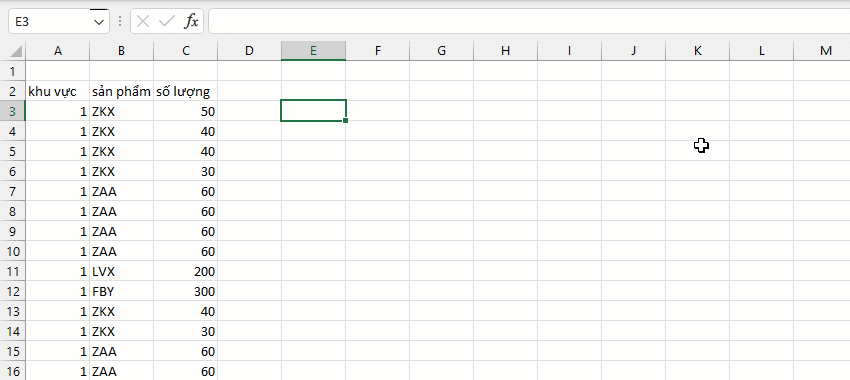 E3 fx
A B C D E F G H I J K L M
1
2 khu vực sản phẩm số lượng
3 1 ZKX 50
4 1 ZKX 40
5 1 ZKX 40
6 1 ZKX 30
7 1 ZAA 60
8 1 ZAA 60
9 1 ZAA 60
10 1 ZAA 60
11 1 LVX 200
12 1 FBY 300
13 1 ZKX 40
14 1 ZKX 30
15 1 ZAA 60
16 1 ZAA 60